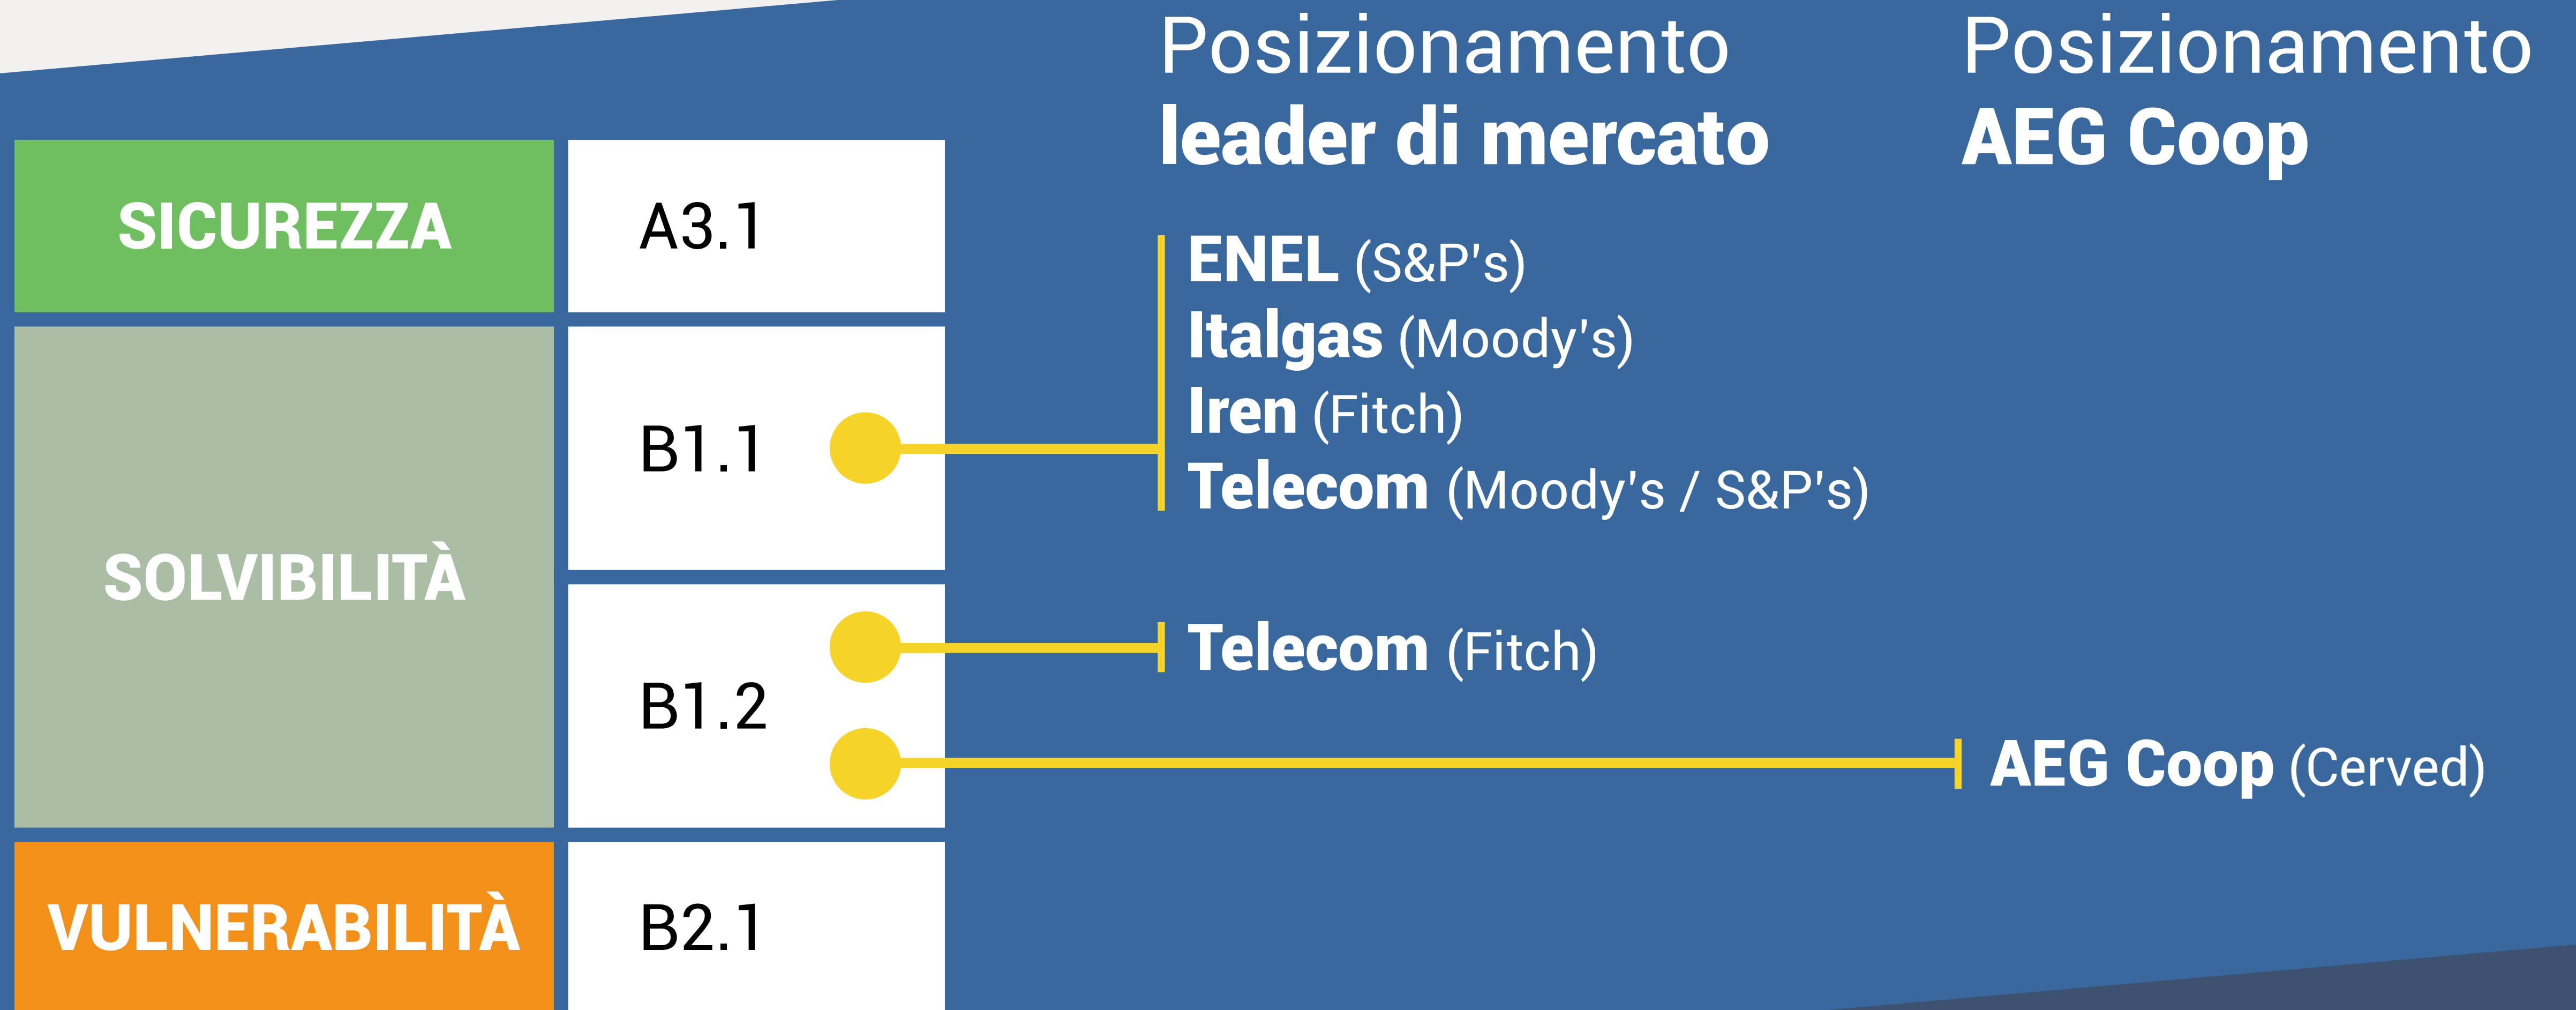 Posizionamento
leader di mercato
Posizionamento
AEG Coop
SICUREZZA
A3.1
SOLVIBILITÀ
B1.1
ENEL (S&P's)
Italgas (Moody's)
Iren (Fitch)
Telecom (Moody's / S&P's)
B1.2
Telecom (Fitch)
AEG Coop (Cerved)
VULNERABILITÀ
B2.1